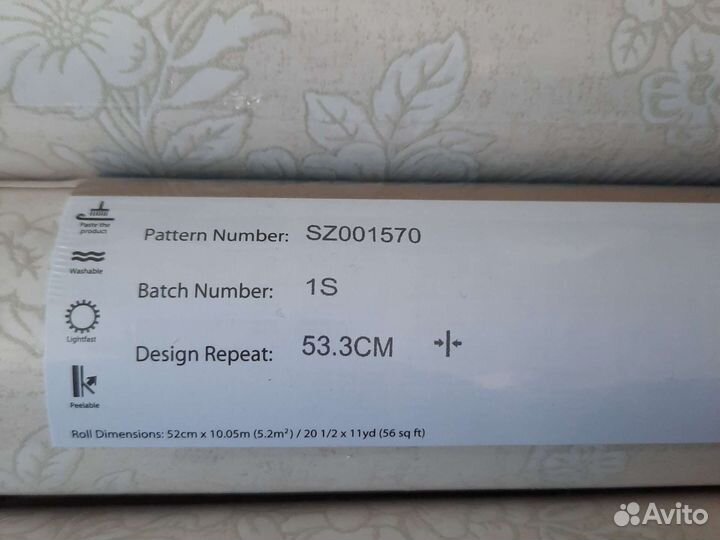 Paste the
product
Pattern Number: SZ001570
Washable
Batch Number: 1S
Lightfast
Design Repeat: 53.3CM
Peelable
Roll Dimensions: 52cm x 10.05m (5.2m²) / 20 1/2 x 11yd (56 sq ft)
Avito